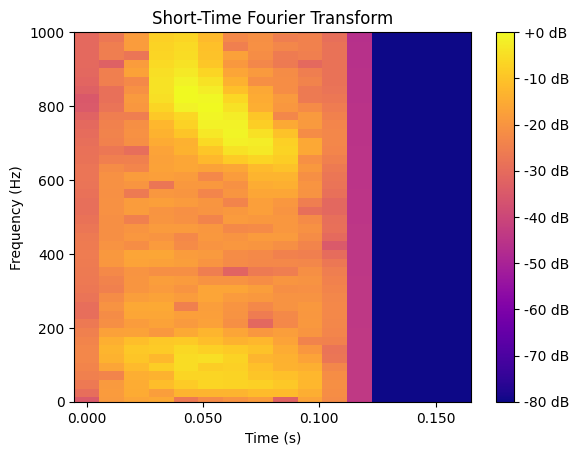 Short-Time Fourier Transform
1000
800
600
400
200
0
Frequency (Hz)
0.000
0.050
0.100
0.150
Time (s)
+0 dB
-10 dB
-20 dB
-30 dB
-40 dB
-50 dB
-60 dB
-70 dB
-80 dB